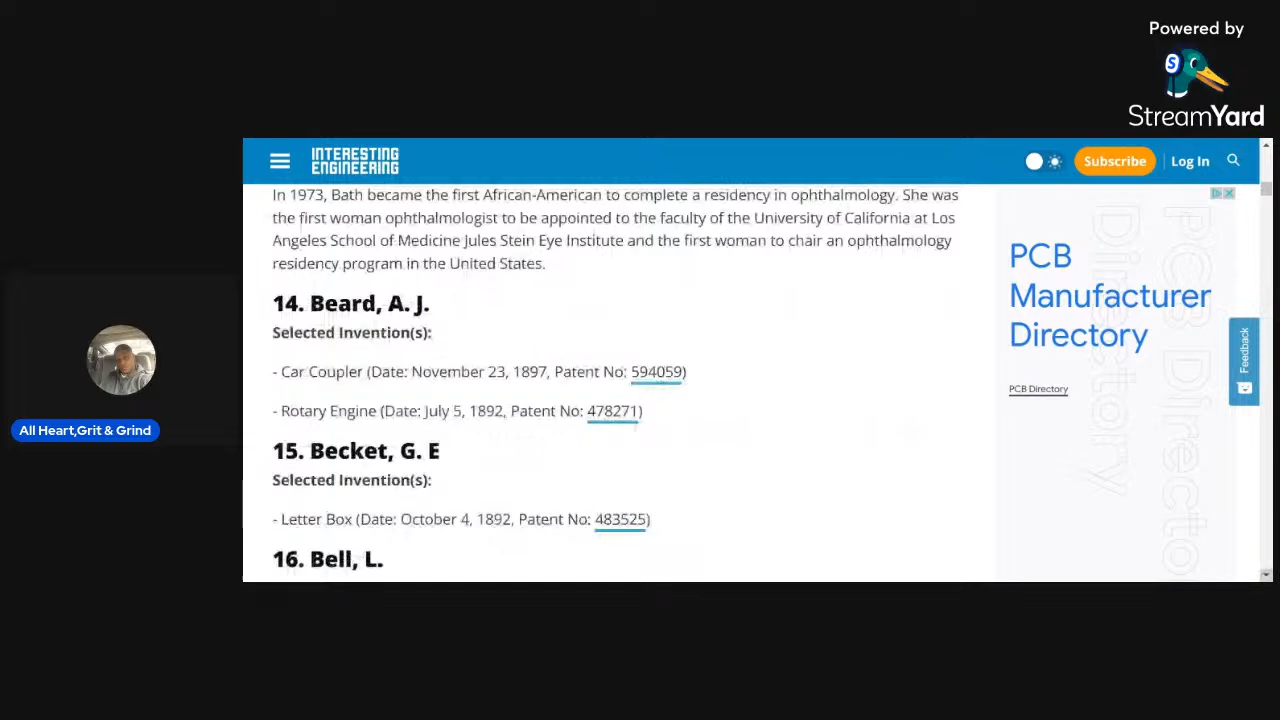 Powered by
StreamYard
INTERESTING
ENGINEERING
Subscribe
Log In
In 1973, Bath became the first African-American to complete a residency in ophthalmology. She was
the first woman ophthalmologist to be appointed to the faculty of the University of California at Los
Angeles School of Medicine Jules Stein Eye Institute and the first woman to chair an ophthalmology
residency program in the United States.
14. Beard, A. J.
Selected Invention(s):
- Car Coupler (Date: November 23, 1897, Patent No: 594059)
- Rotary Engine (Date: July 5, 1892, Patent No: 478271)
15. Becket, G. E
Selected Invention(s):
- Letter Box (Date: October 4, 1892, Patent No: 483525)
16. Bell, L.
PCB
Manufacturer
Directory
PCB Directory
PCB Directo
Directory
Feedback
All Heart,Grit & Grind